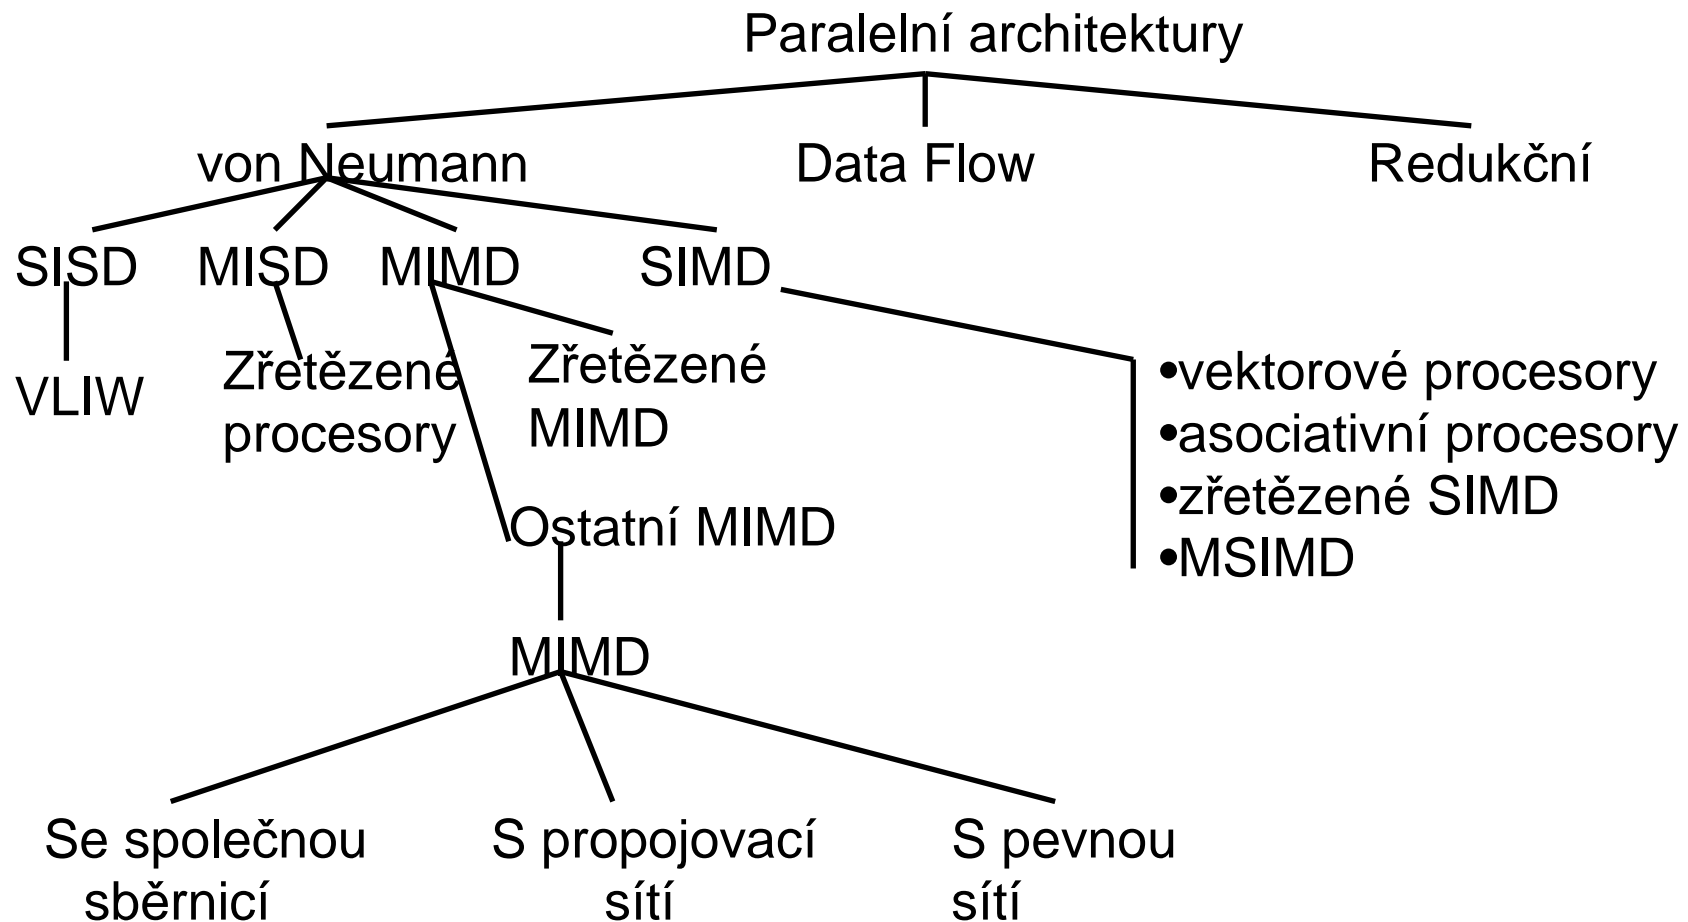 Paralelní architektury
von Neumann
Data Flow
Redukční
SISD
MISD
MIMD
SIMD
VLIW
Zřetězené
procesory
Zřetězené
MIMD
•vektorové procesory
•asociativní procesory
•zřetězené SIMD
•MSIMD
Ostatní MIMD
MIMD
Se společnou
sběrnicí
S propojovací
sítí
S pevnou
sítí